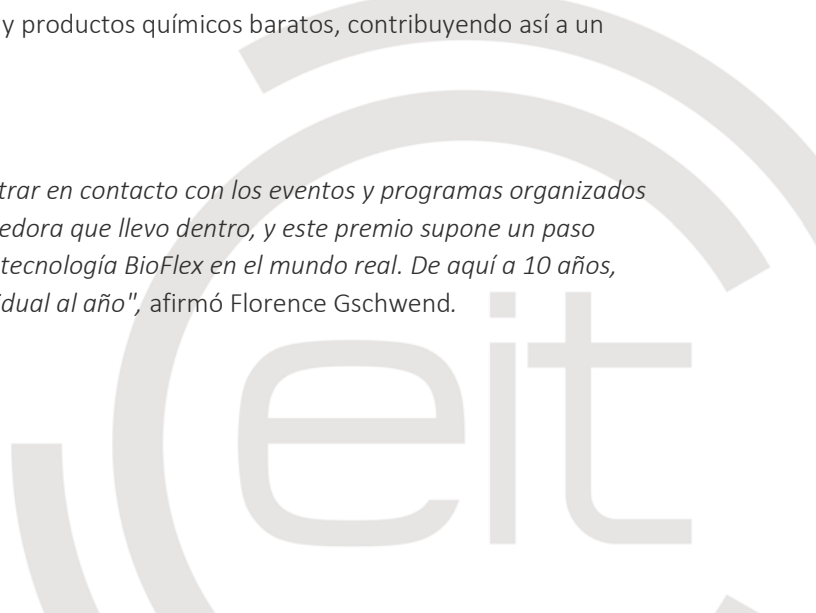 y productos químicos baratos, contribuyendo así a un
trar en contacto con los eventos y programas organizados
edora que llevo dentro, y este premio supone un paso
tecnología BioFlex en el mundo real. De aquí a 10 años,
dual al año", afirmó Florence Gschwend.
eit